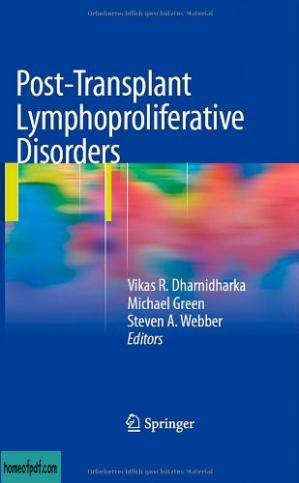 Urheberrechtlich geschütztes Material
Post-Transplant
Lymphoproliferative
Disorders
Vikas R. Dharnidharka
Michael Green
Steven A. Webber
Editors
Springer
homeofpdf.com
Urheberrechtlich geschütztes Material